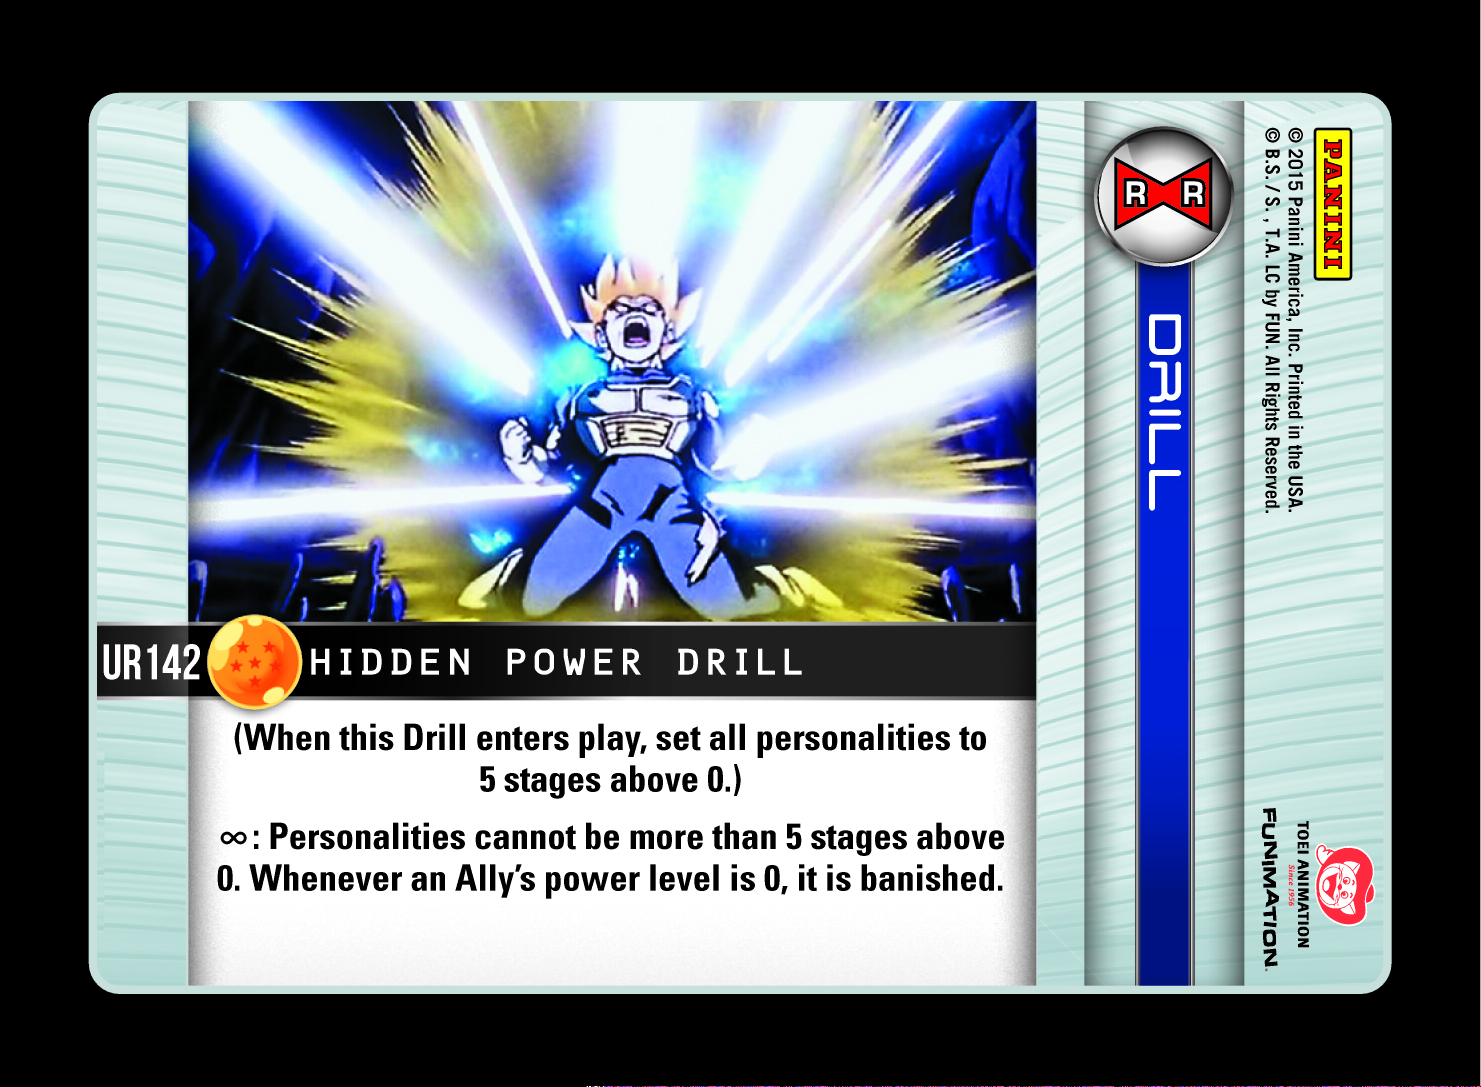 UR142
HIDDEN POWER DRILL
(When this Drill enters play, set all personalities to
5 stages above 0.)
∞: Personalities cannot be more than 5 stages above
0. Whenever an Ally's power level is 0, it is banished.
R R
DRILL
PANINI
© 2015 Panini America, Inc. Printed in the USA.
© B.S. / S. , T.A. LC by FUN. All Rights Reserved.
TOEI ANIMATION
Since 1956
FUNIMATION